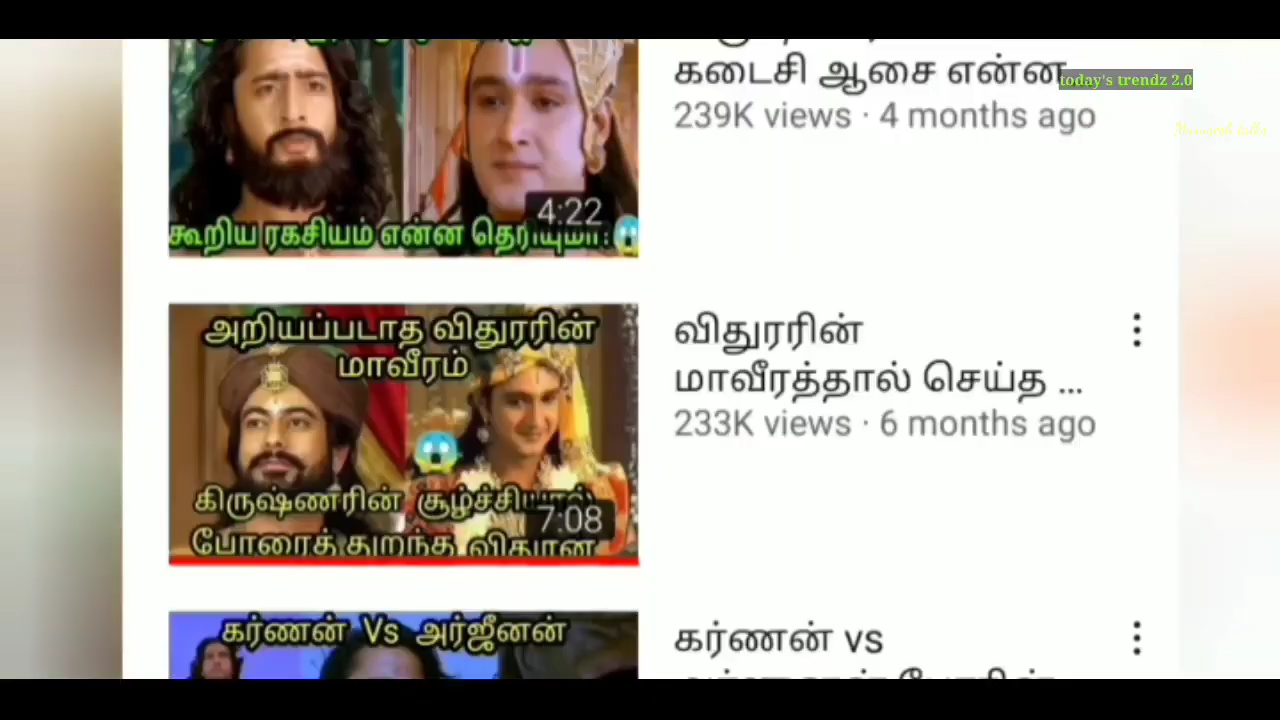 கடைசி ஆசை என்ன
today's trendz 2.0
239K views · 4 months ago
4:22
கூறிய ரகசியம் என்ன தெரியுமா?
அறியப்படாத விதுரரின்
மாவீரம்
விதுரரின்
மாவீரத்தால் செய்த ...
233K views · 6 months ago
கிருஷ்ணரின் சூழ்ச்சியால்
7:08
போரைத் துறந்த
கர்ணன் Vs அர்ஜீனன்
கர்ணன் vs